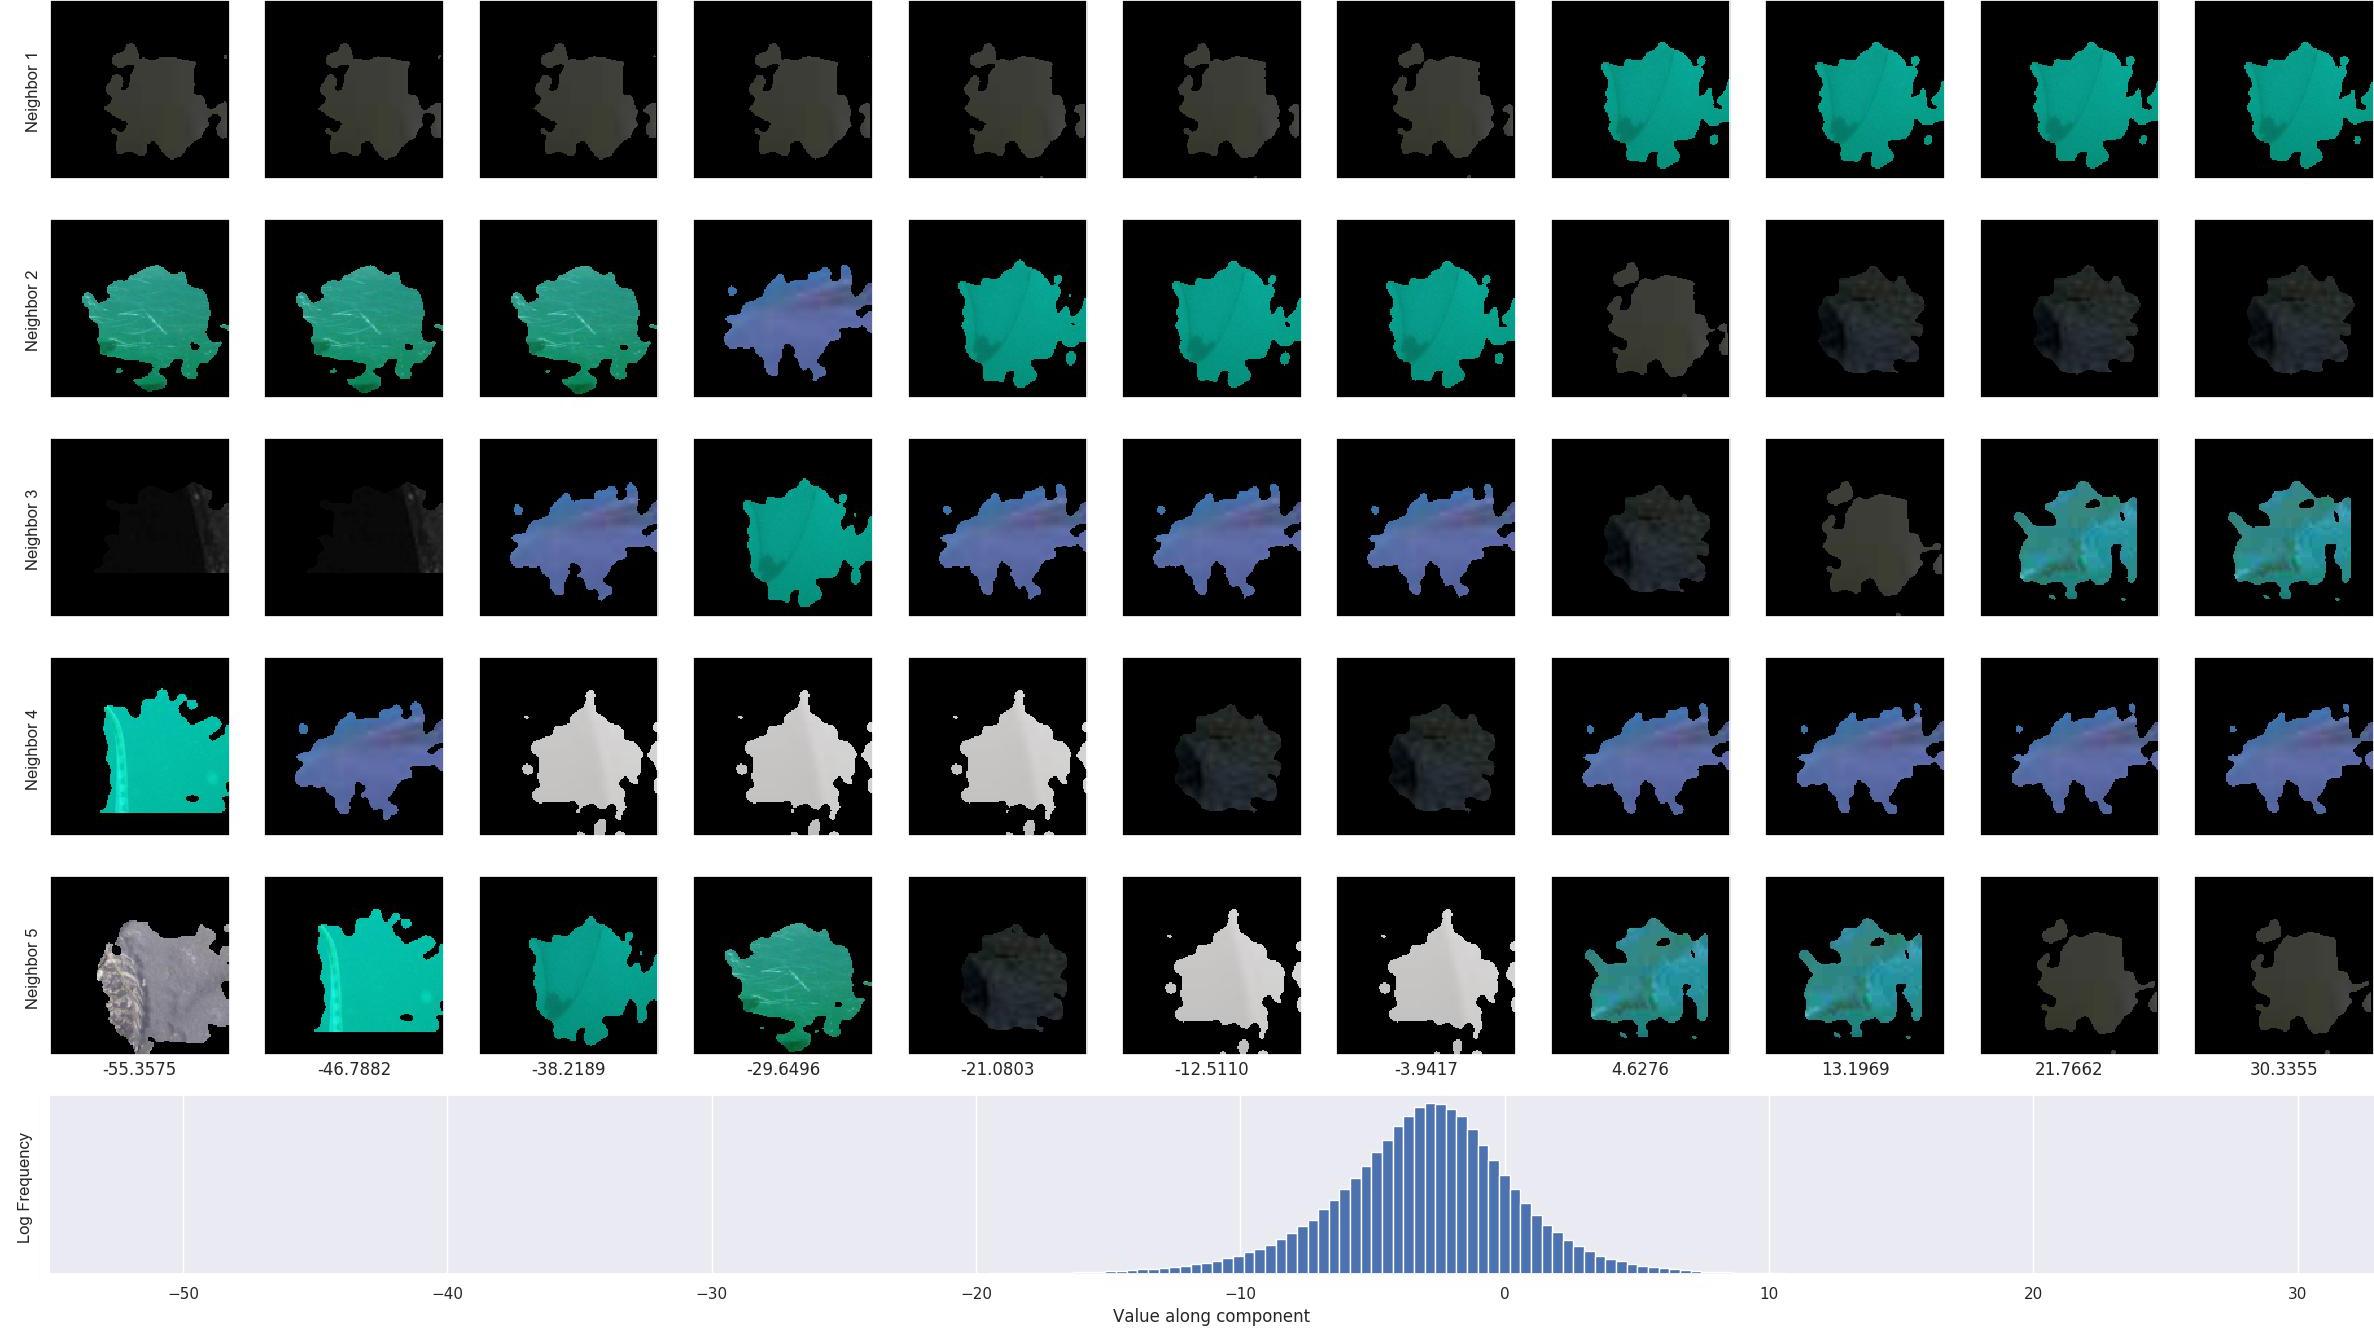 Neighbor 1
Neighbor 2
Neighbor 3
Neighbor 4
Neighbor 5
-55.3575 -46.7882 -38.2189 -29.6496 -21.0803 -12.5110 -3.9417 4.6276 13.1969 21.7662 30.3355
Log Frequency
−50 −40 −30 −20 −10 0 10 20 30
Value along component